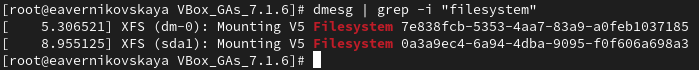 [root@eavernikovskaya VBox_GAs_7.1.6]# dmesg | grep -i "filesystem"
[    5.306521] XFS (dm-0): Mounting V5 Filesystem 7e838fcb-5353-4aa7-83a9-a0feb1037185
[    8.955125] XFS (sda1): Mounting V5 Filesystem 0a3a9ec4-6a94-4dba-9095-f0f606a698a3
[root@eavernikovskaya VBox_GAs_7.1.6]#